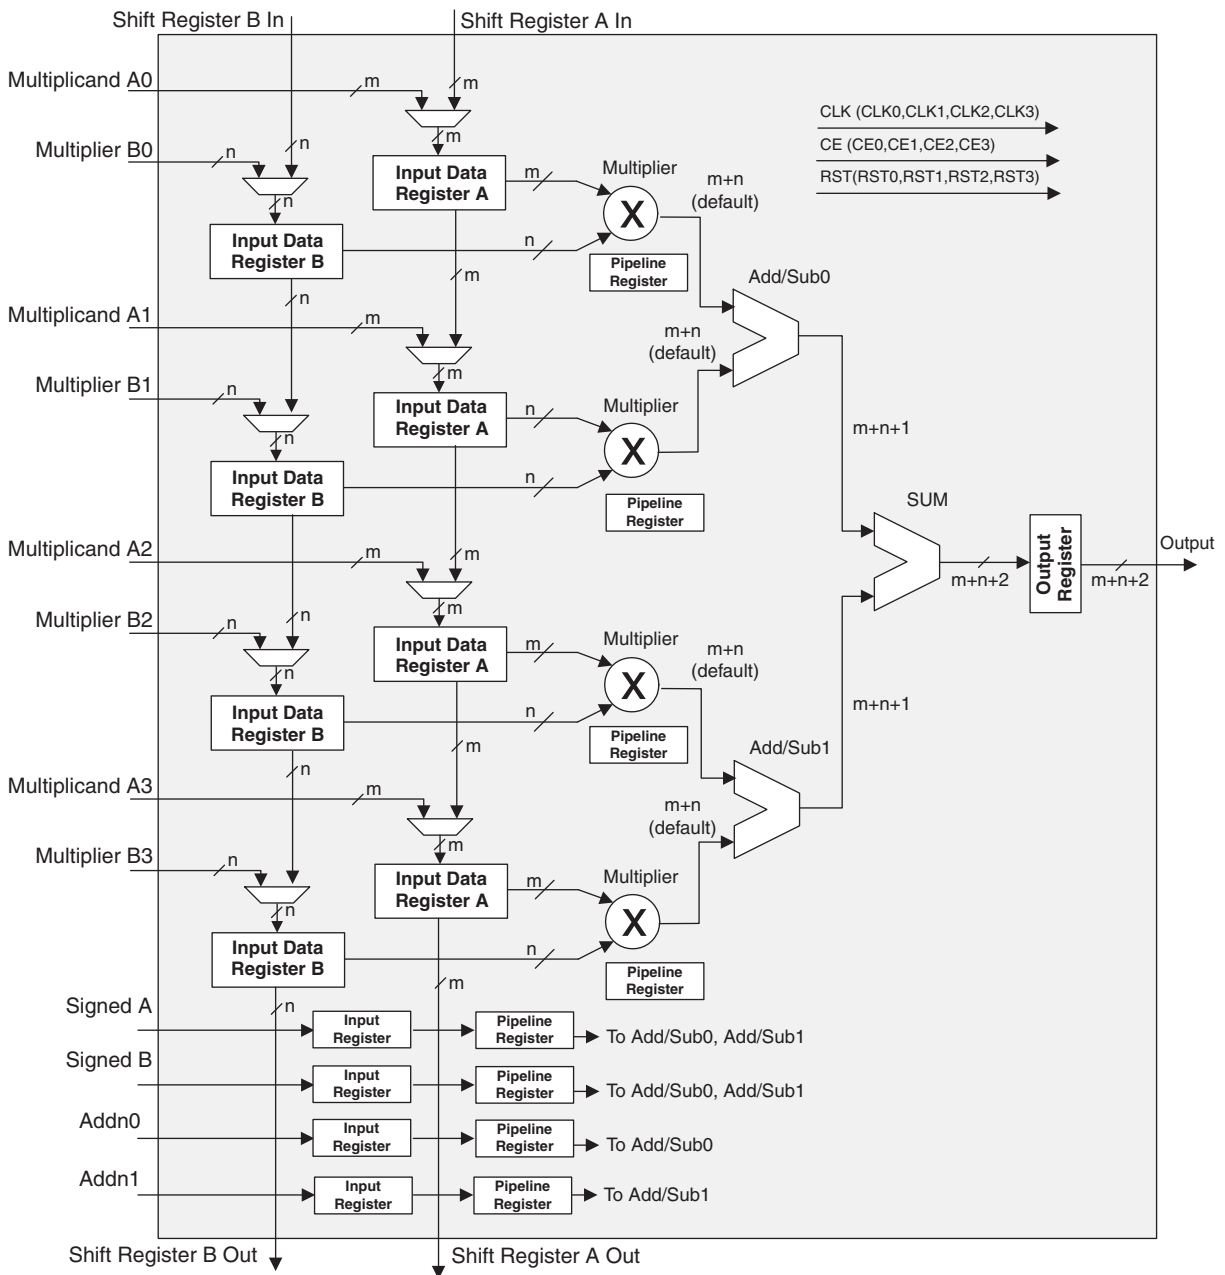 Shift Register B In
Shift Register A In
Multiplicand A0
m
m
CLK (CLK0,CLK1,CLK2,CLK3)
CE (CE0,CE1,CE2,CE3)
RST(RST0,RST1,RST2,RST3)
Multiplier B0
n
n
m
Input Data
Register A
m
Multiplier
m+n
(default)
n
Input Data
Register B
n
X
Pipeline
Register
m
n
Add/Sub0
Multiplicand A1
m
m+n
(default)
m
Multiplier B1
n
Input Data
Register A
n
Multiplier
n
m+n+1
Input Data
Register B
n
X
Pipeline
Register
SUM
Multiplicand A2
m
m
m+n+2
Output
Register
m+n+2
Output
m
Multiplier B2
n
n
Input Data
Register A
m
Multiplier
m+n
(default)
n
Input Data
Register B
n
X
Pipeline
Register
m
n
m+n+1
Add/Sub1
Multiplicand A3
m
m+n
(default)
m
Multiplier B3
n
Input Data
Register A
m
Multiplier
n
Input Data
Register B
n
X
Pipeline
Register
m
n
Signed A
Input
Register
Pipeline
Register
To Add/Sub0, Add/Sub1
Signed B
Input
Register
Pipeline
Register
To Add/Sub0, Add/Sub1
Addn0
Input
Register
Pipeline
Register
To Add/Sub0
Addn1
Input
Register
Pipeline
Register
To Add/Sub1
Shift Register B Out
Shift Register A Out